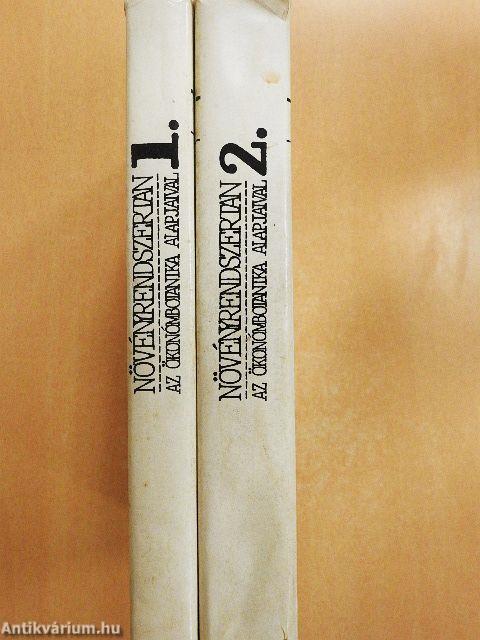 NÖVÉNYRENDSZERTAN
AZ ÖKONÓMBOTANIKA ALAPJAIVAL
1.
NÖVÉNYRENDSZERTAN
AZ ÖKONÓMBOTANIKA ALAPJAIVAL
2.
Antikvárium.hu